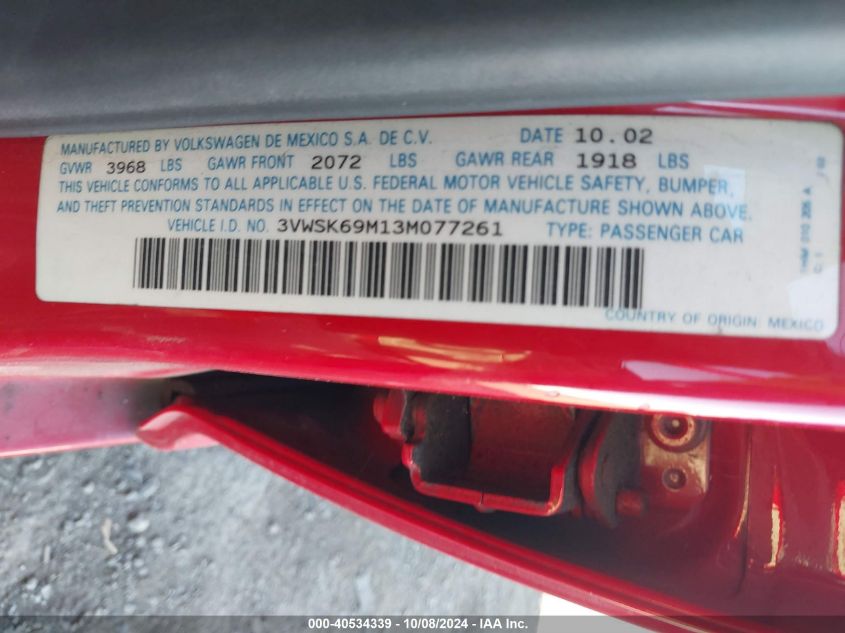 MANUFACTURED BY VOLKSWAGEN DE MEXICO S.A. DE C.V. DATE 10.02
GVWR 3968 LBS GAWR FRONT 2072 LBS GAWR REAR 1918 LBS
THIS VEHICLE CONFORMS TO ALL APPLICABLE U.S. FEDERAL MOTOR VEHICLE SAFETY, BUMPER,
AND THEFT PREVENTION STANDARDS IN EFFECT ON THE DATE OF MANUFACTURE SHOWN ABOVE.
VEHICLE I.D. NO. 3VWSK69M13M077261 TYPE: PASSENGER CAR
COUNTRY OF ORIGIN: MEXICO
000-40534339 - 10/08/2024 - IAA Inc.